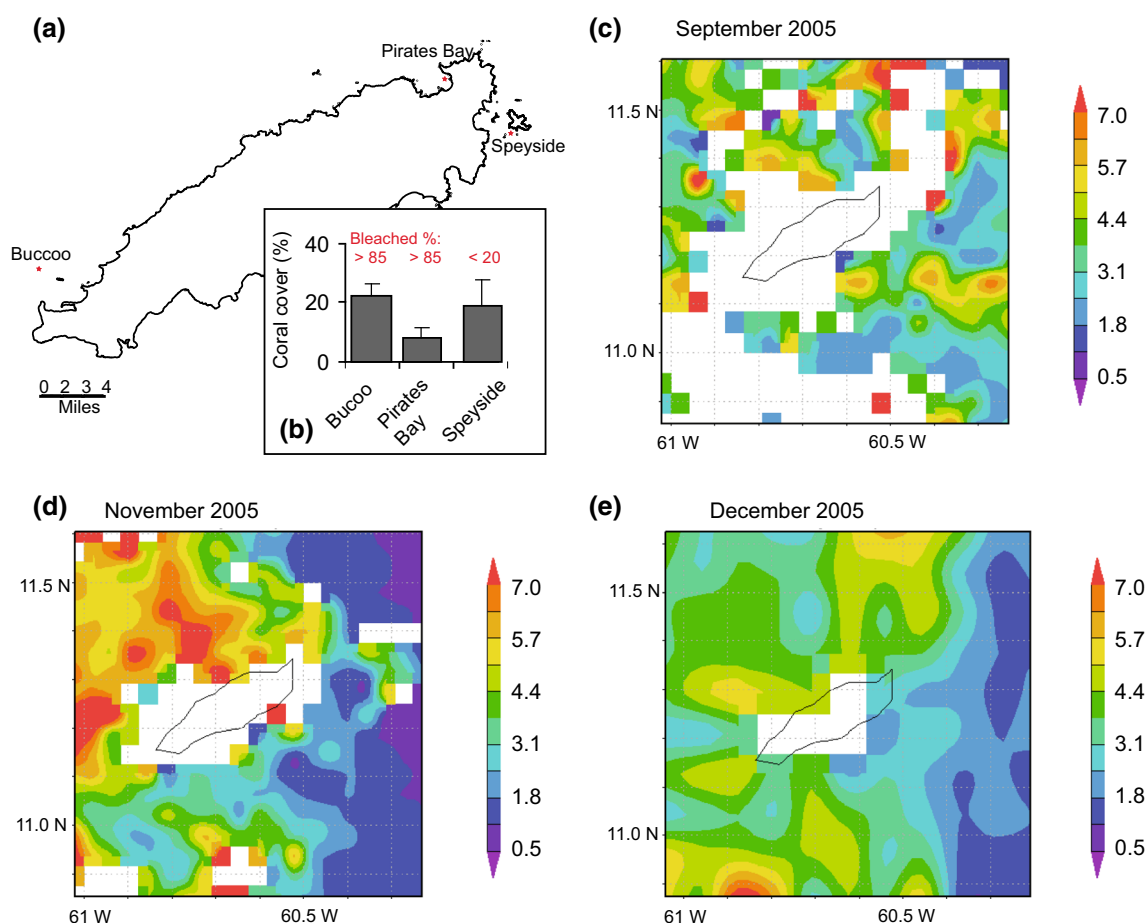 (a)
Pirates Bay
Speyside
Buccoo
0 2 3 4
Miles
Coral cover (%)
40
20
0
Bleached %:
> 85 > 85 < 20
Bucoo
Pirates
Bay
Speyside
(b)
(c) September 2005
11.5 N
11.0 N
61 W 60.5 W
7.0
5.7
4.4
3.1
1.8
0.5
(d) November 2005
11.5 N
11.0 N
61 W 60.5 W
7.0
5.7
4.4
3.1
1.8
0.5
(e) December 2005
11.5 N
11.0 N
61 W 60.5 W
7.0
5.7
4.4
3.1
1.8
0.5